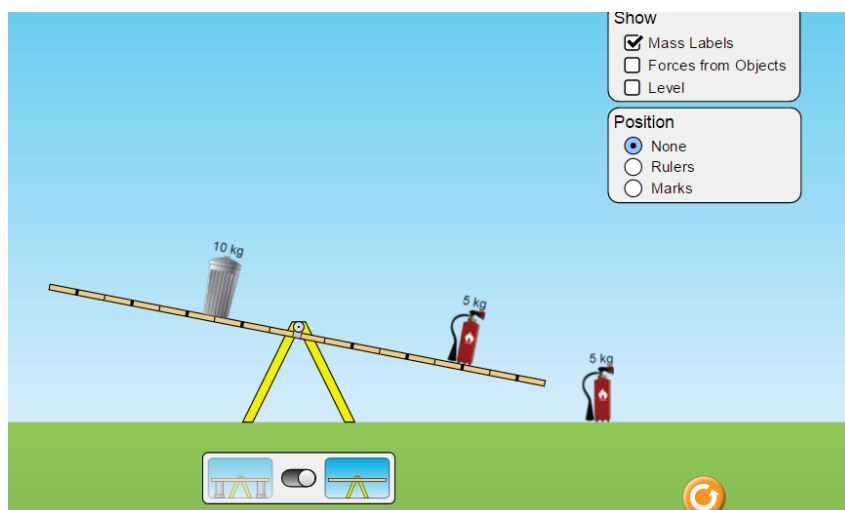 Show
Mass Labels
Forces from Objects
Level
Position
None
Rulers
Marks
10 kg
5 kg
5 kg